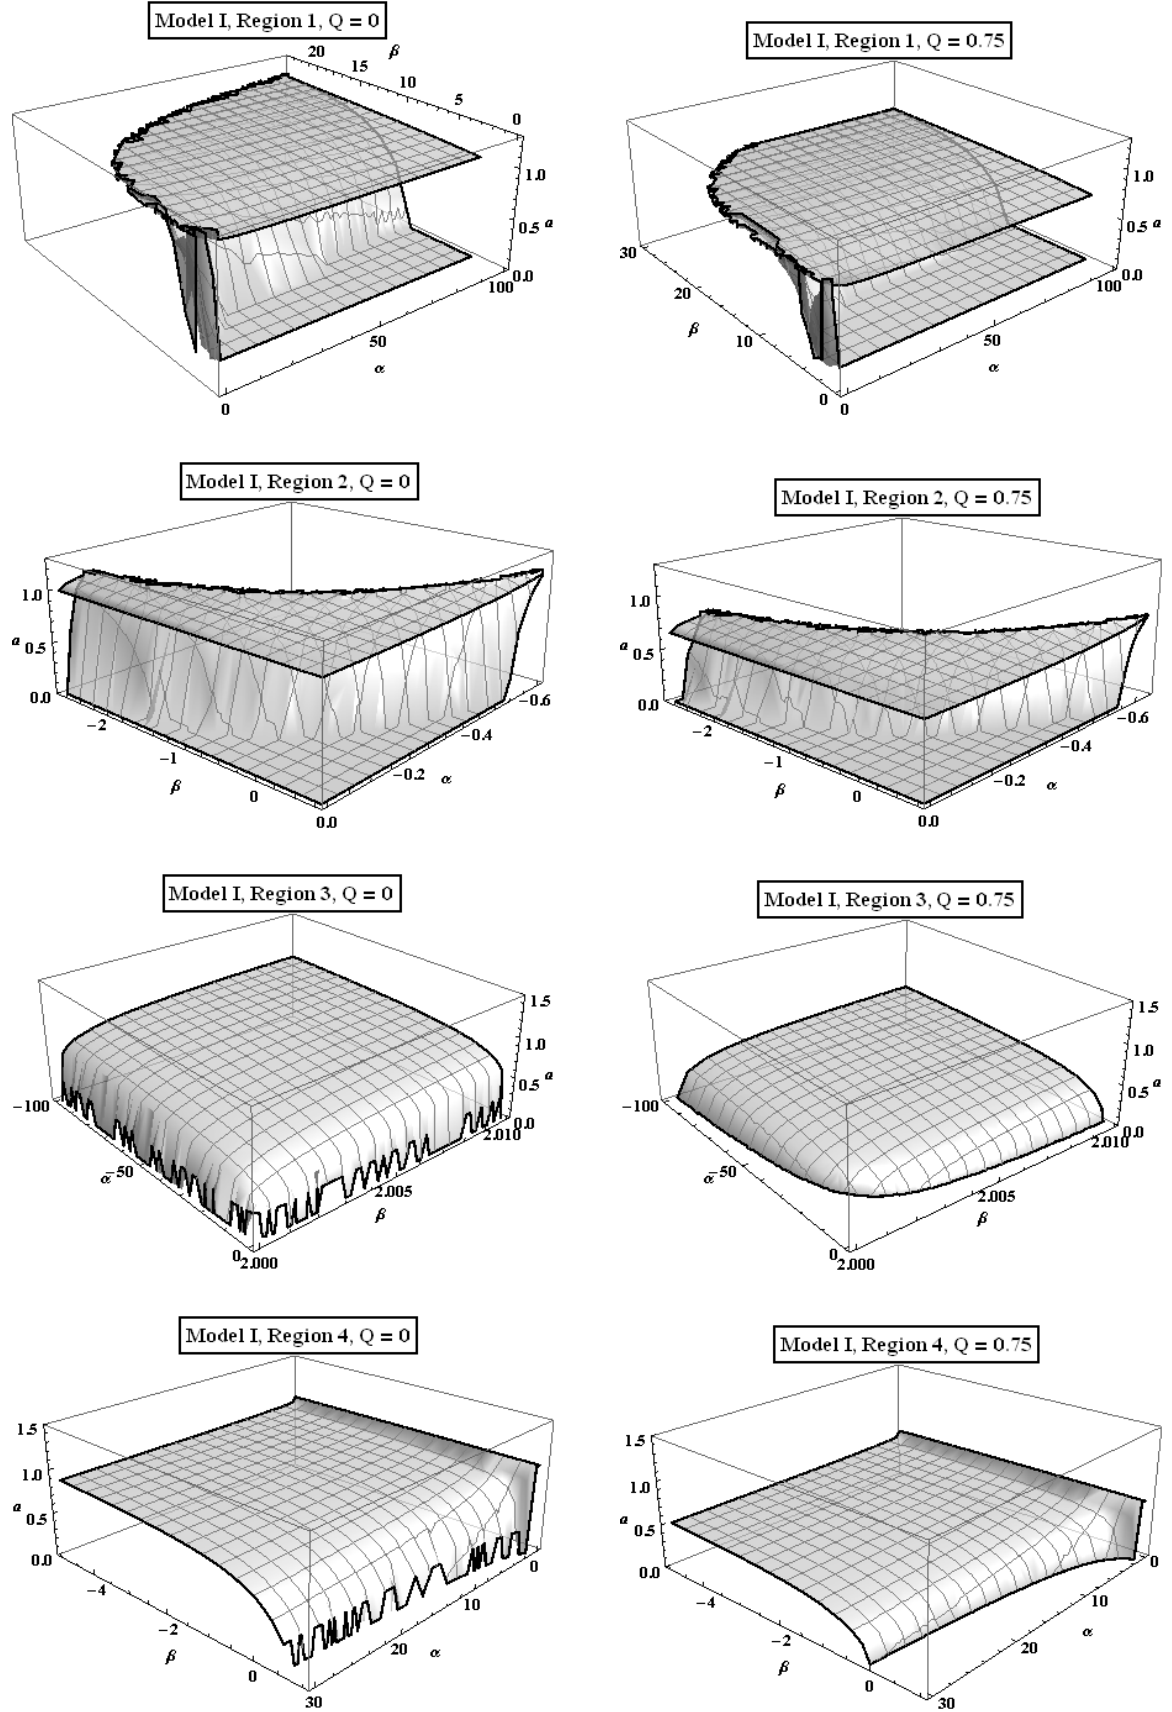 Model I, Region 1, Q = 0
20
β
15
10
5
0
1.0
0.5 a
0.0
100
50
α
0
Model I, Region 1, Q = 0.75
1.0
0.5 a
0.0
100
30
20
β
10
50
α
0
0
Model I, Region 2, Q = 0
1.0
a 0.5
0.0
−2
−1
β
0
0.0
−0.2
α
−0.4
−0.6
Model I, Region 2, Q = 0.75
1.0
a 0.5
0.0
−2
−1
β
0
0.0
−0.2
α
−0.4
−0.6
Model I, Region 3, Q = 0
1.5
1.0
0.5 a
0.0
2.010
−100
α −50
2.005
β
0
2.000
Model I, Region 3, Q = 0.75
1.5
1.0
0.5 a
0.0
2.010
−100
α −50
2.005
β
0
2.000
Model I, Region 4, Q = 0
1.5
1.0
a 0.5
0.0
−4
−2
β
0
30
20
α
10
0
Model I, Region 4, Q = 0.75
1.5
1.0
a 0.5
0.0
−4
−2
β
0
30
20
α
10
0